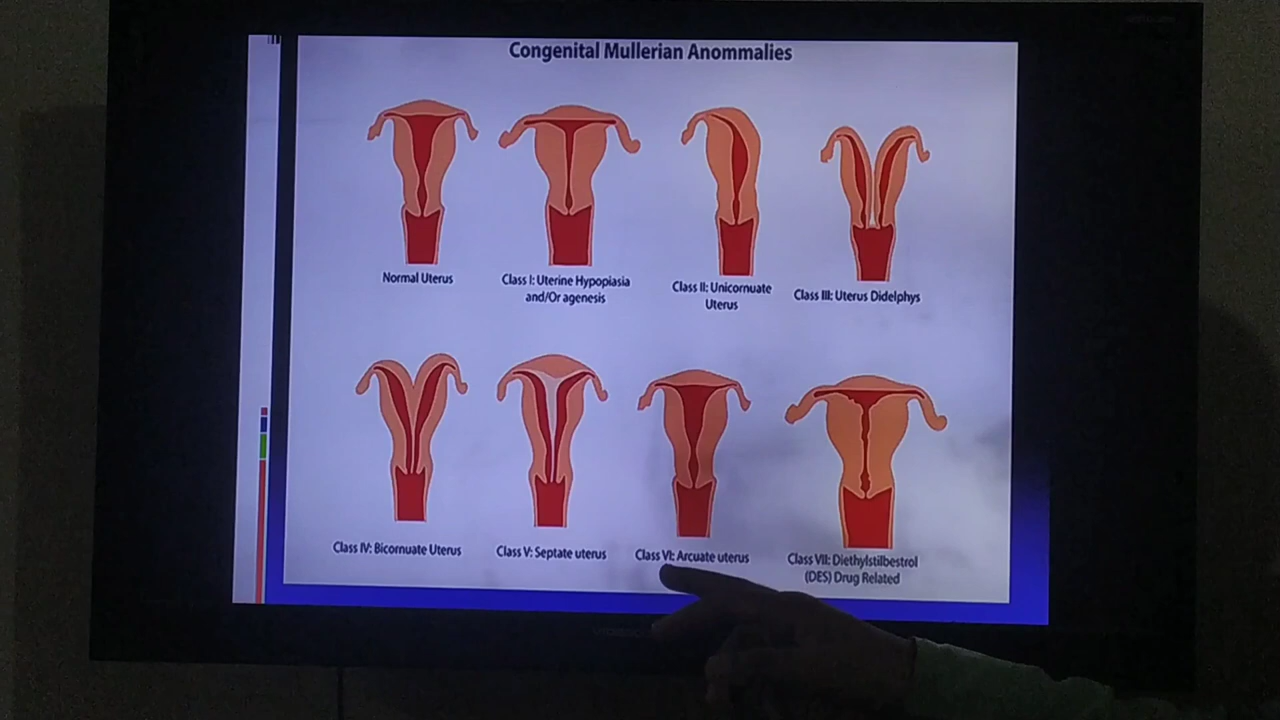 Congenital Mullerian Anommalies
Normal Uterus
Class I: Uterine Hypopiasia
and/Or agenesis
Class II: Unicornuate
Uterus
Class III: Uterus Didelphys
Class IV: Bicornuate Uterus
Class V: Septate uterus
Class VI: Arcuate uterus
Class VII: Diethylstilbestrol
(DES) Drug Related